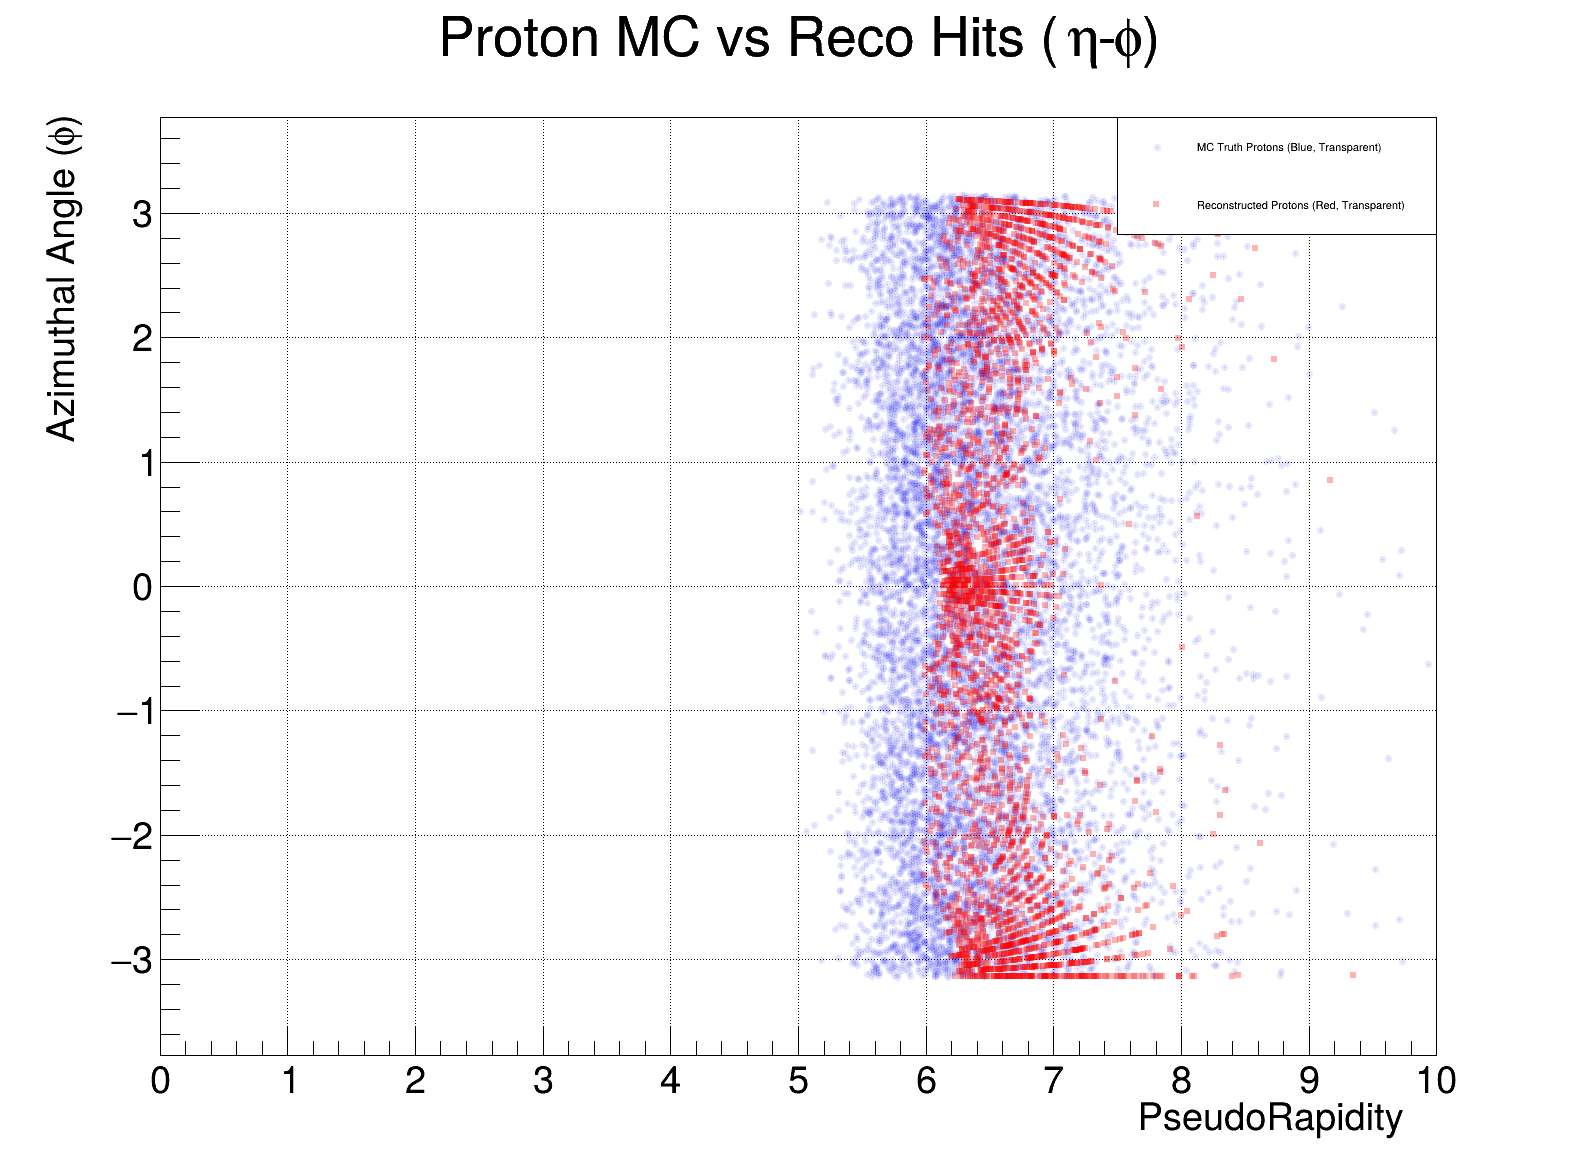 Proton MC vs Reco Hits ( η-ϕ)
Azimuthal Angle (ϕ)
MC Truth Protons (Blue, Transparent)
Reconstructed Protons (Red, Transparent)
3
2
1
0
−1
−2
−3
0 1 2 3 4 5 6 7 8 9 10
PseudoRapidity